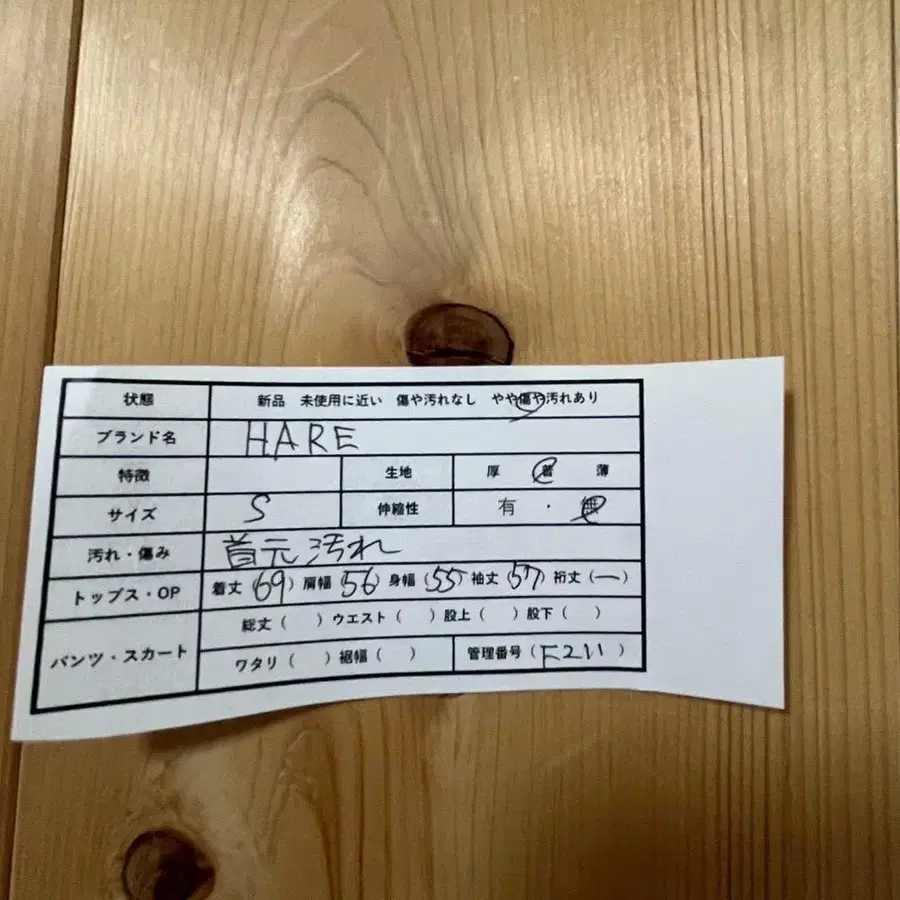 状態 新品 未使用に近い 傷や汚れなし やや傷や汚れあり
ブランド名 HARE
特徴 生地 厚 普 薄
サイズ S 伸縮性 有 ・ 無
汚れ・傷み 首元汚れ
トップス・OP 着丈(69) 肩幅(56) 身幅(55) 袖丈(57) 裄丈(ー)
パンツ・スカート 総丈( ) ウエスト( ) 股上( ) 股下( )
ワタリ( ) 裾幅( ) 管理番号( )